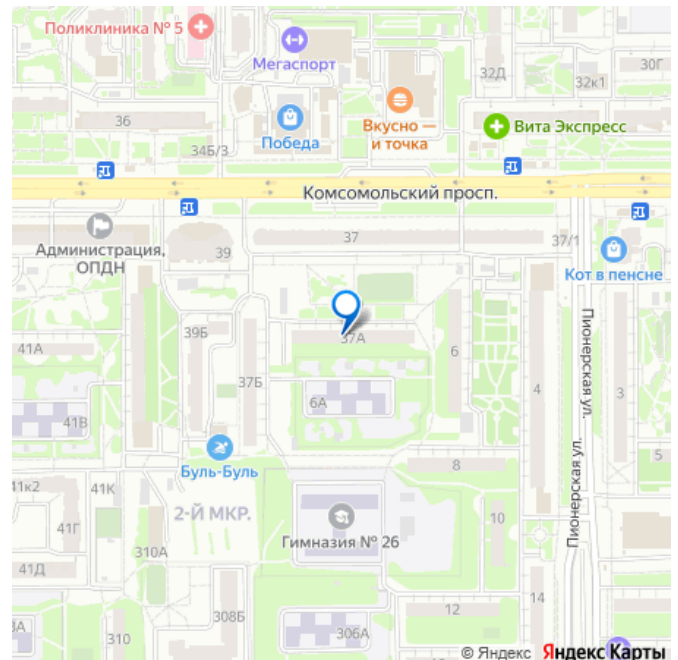 Поликлиника № 5
Мегаспорт
32Д
30Г
32к1
36
Победа
Вкусно —
и точка
Вита Экспресс
34Б/3
Комсомольский просп.
Администрация,
ОПДН
39
37
37/1
Кот в пенсне
41А
39Б
37А
6
Пионерская ул.
37Б
6А
4
3
41В
Буль-Буль
8
5
41к2
41К
2-Й МКР.
Гимназия № 26
10
Пионерская ул.
41Г
310А
41Д
14
308Б
12
310
306А
© Яндекс Яндекс Карты